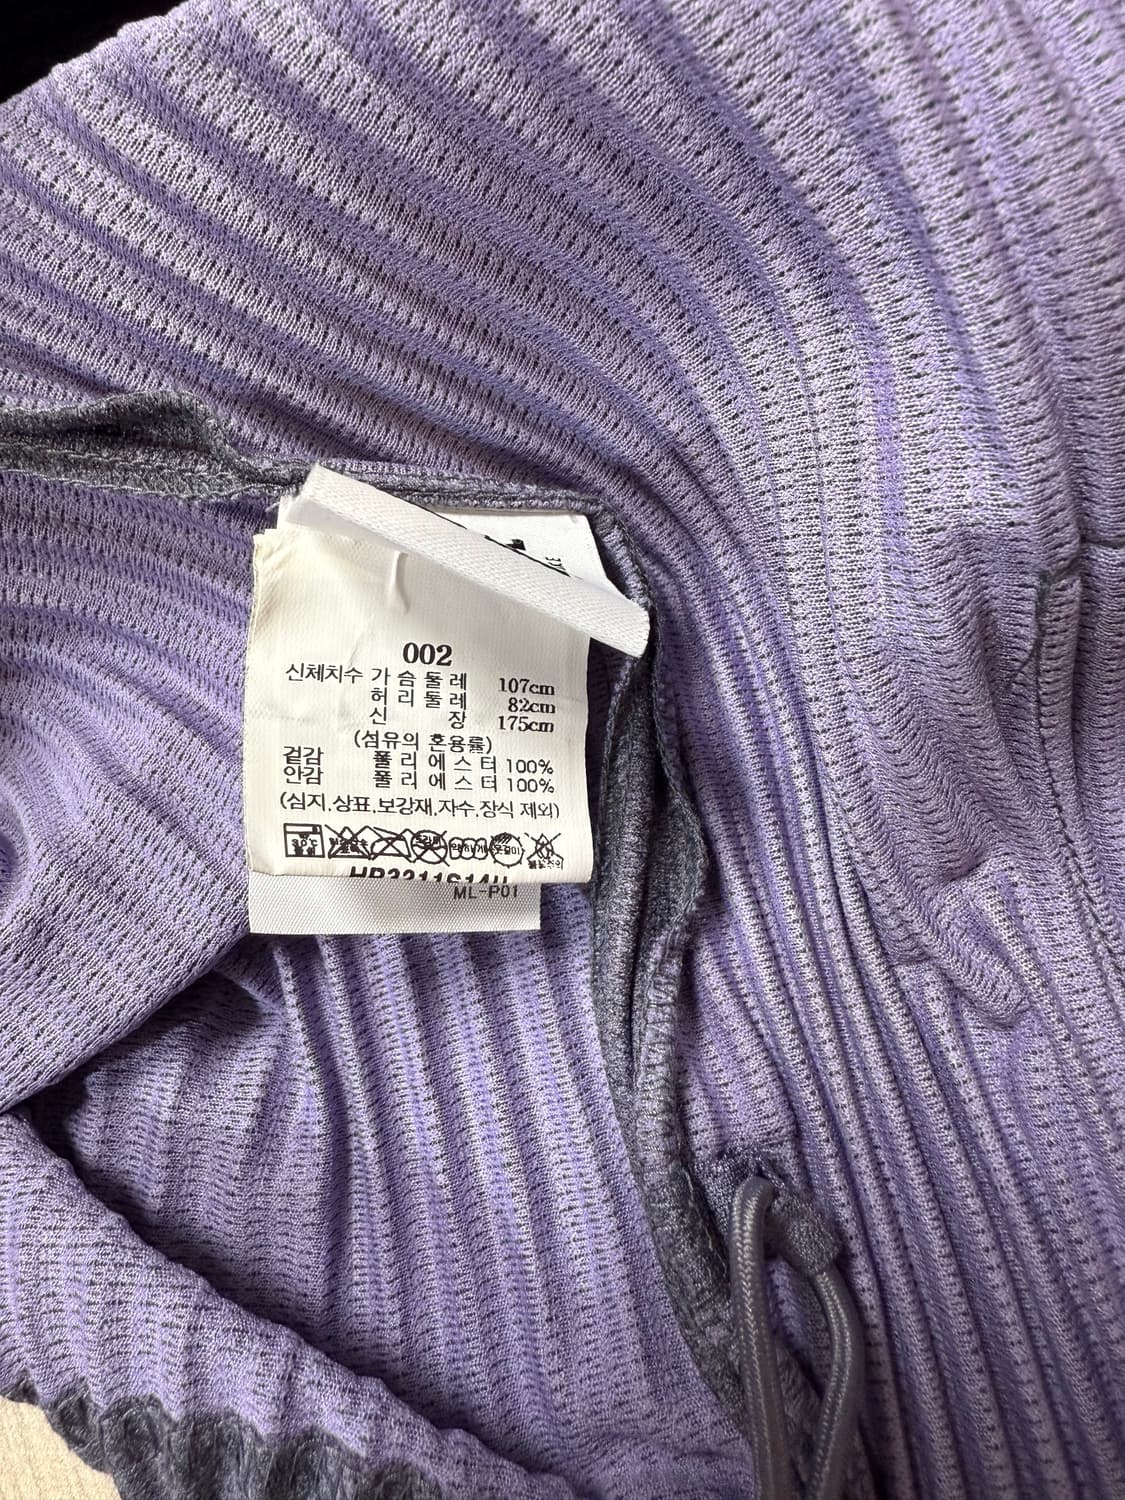 002
신체치수 가슴둘레 107cm
허리둘레 82cm
신장 175cm
(섬유의 혼용률)
겉감 폴리에스터 100%
안감 폴리에스터 100%
(심지,상표,보강재,자수,장식 제외)
ML-P01